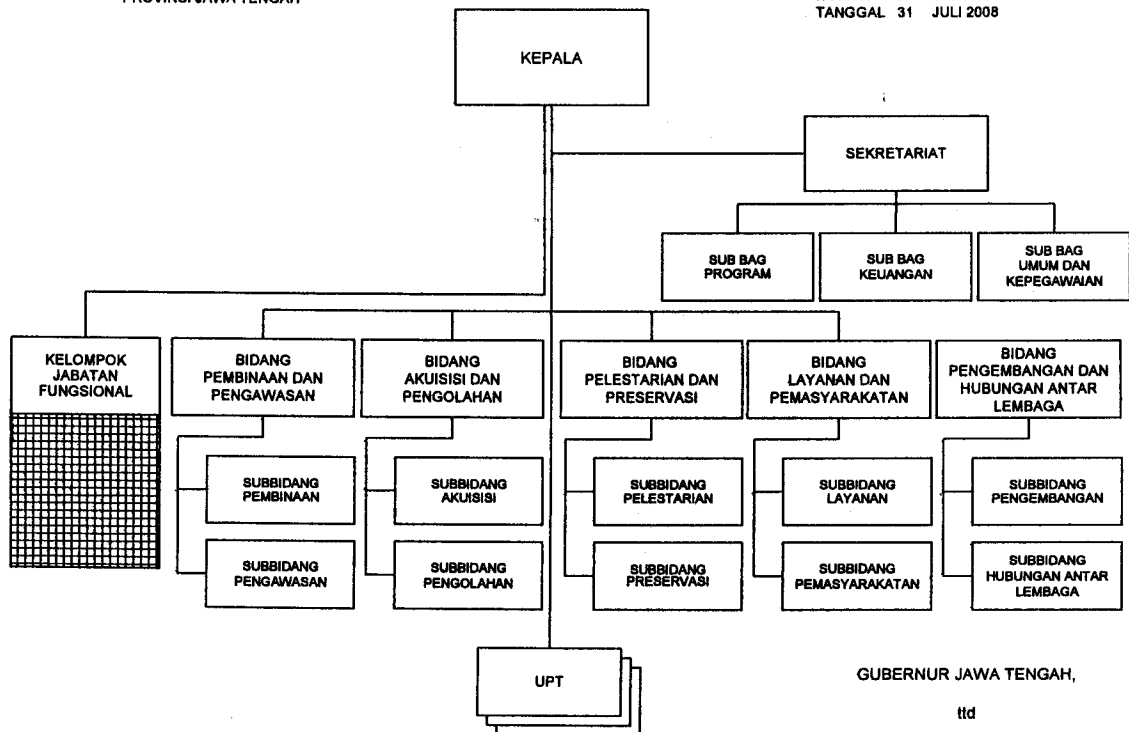 PROVINSI JAWA TENGAH
TANGGAL 31 JULI 2008
KEPALA
SEKRETARIAT
SUB BAG
PROGRAM
SUB BAG
KEUANGAN
SUB BAG
UMUM DAN
KEPEGAWAIAN
KELOMPOK
JABATAN
FUNGSIONAL
BIDANG
PEMBINAAN DAN
PENGAWASAN
BIDANG
AKUISISI DAN
PENGOLAHAN
BIDANG
PELESTARIAN DAN
PRESERVASI
BIDANG
LAYANAN DAN
PEMASYARAKATAN
BIDANG
PENGEMBANGAN DAN
HUBUNGAN ANTAR
LEMBAGA
SUBBIDANG
PEMBINAAN
SUBBIDANG
AKUISISI
SUBBIDANG
PELESTARIAN
SUBBIDANG
LAYANAN
SUBBIDANG
PENGEMBANGAN
SUBBIDANG
PENGAWASAN
SUBBIDANG
PENGOLAHAN
SUBBIDANG
PRESERVASI
SUBBIDANG
PEMASYARAKATAN
SUBBIDANG
HUBUNGAN ANTAR
LEMBAGA
UPT
GUBERNUR JAWA TENGAH,
ttd